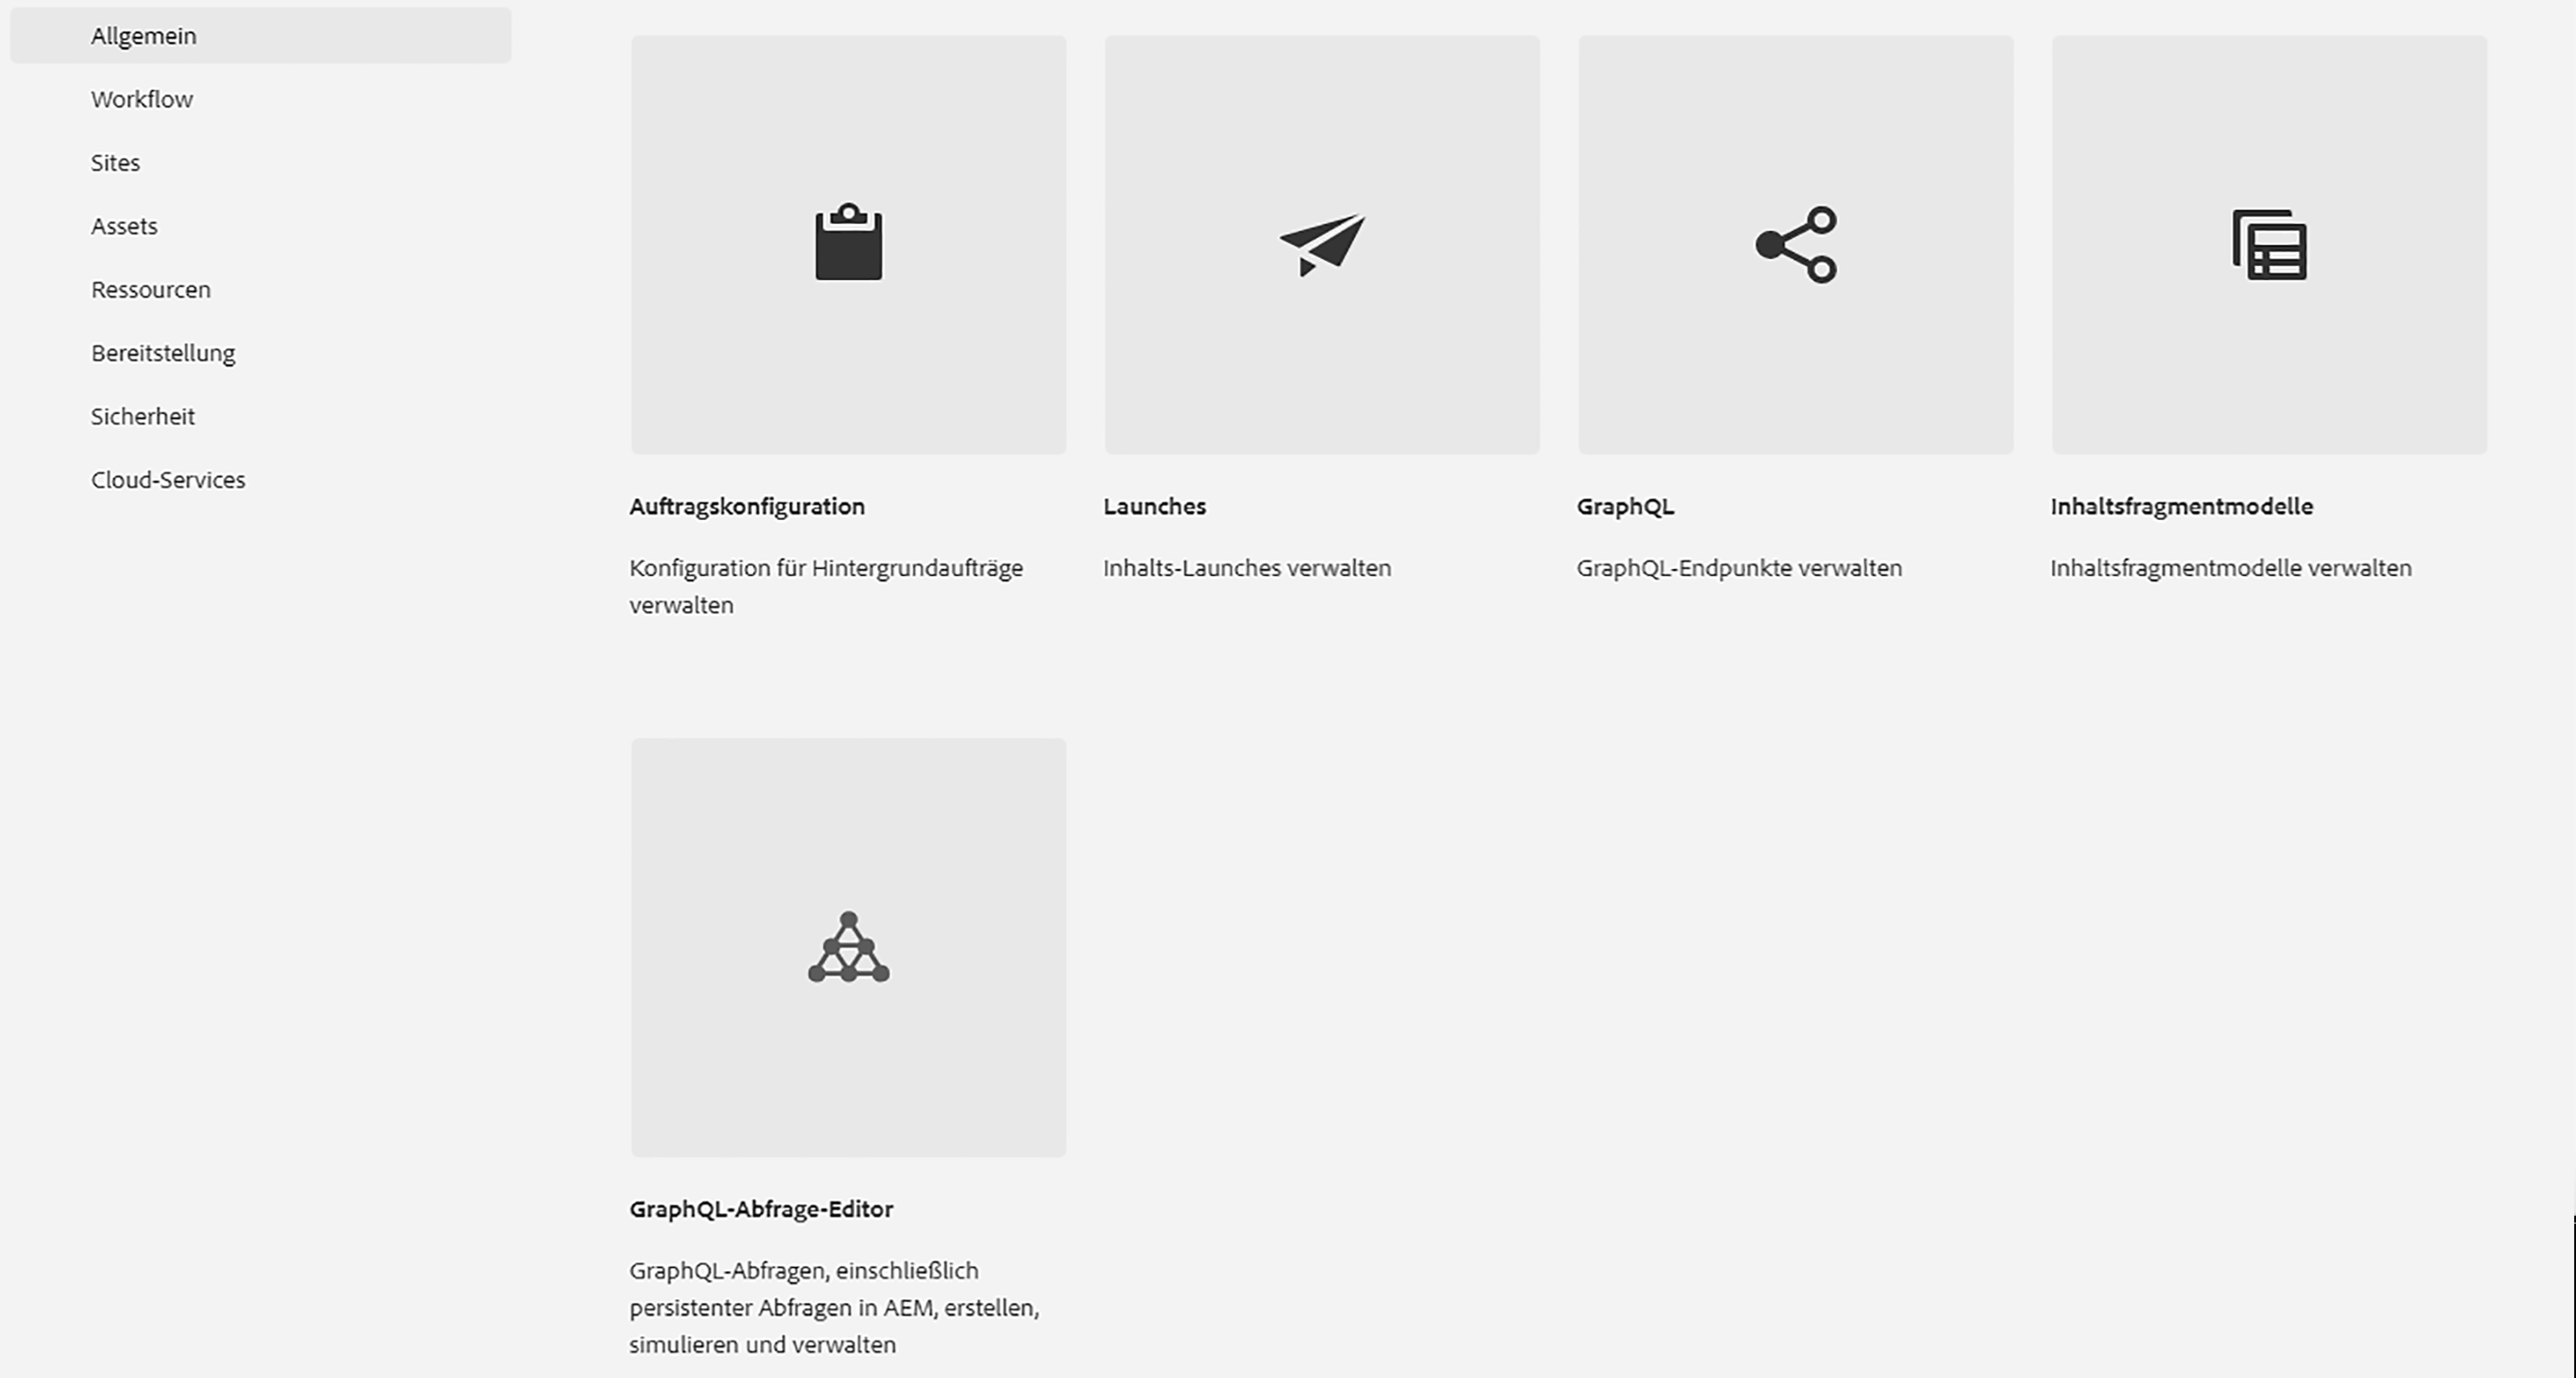 Allgemein
Workflow
Sites
Assets
Ressourcen
Bereitstellung
Sicherheit
Cloud-Services
Auftragskonfiguration
Konfiguration für Hintergrundaufträge
verwalten
Launches
Inhalts-Launches verwalten
GraphQL
GraphQL-Endpunkte verwalten
Inhaltsfragmentmodelle
Inhaltsfragmentmodelle verwalten
GraphQL-Abfrage-Editor
GraphQL-Abfragen, einschließlich
persistenter Abfragen in AEM, erstellen,
simulieren und verwalten